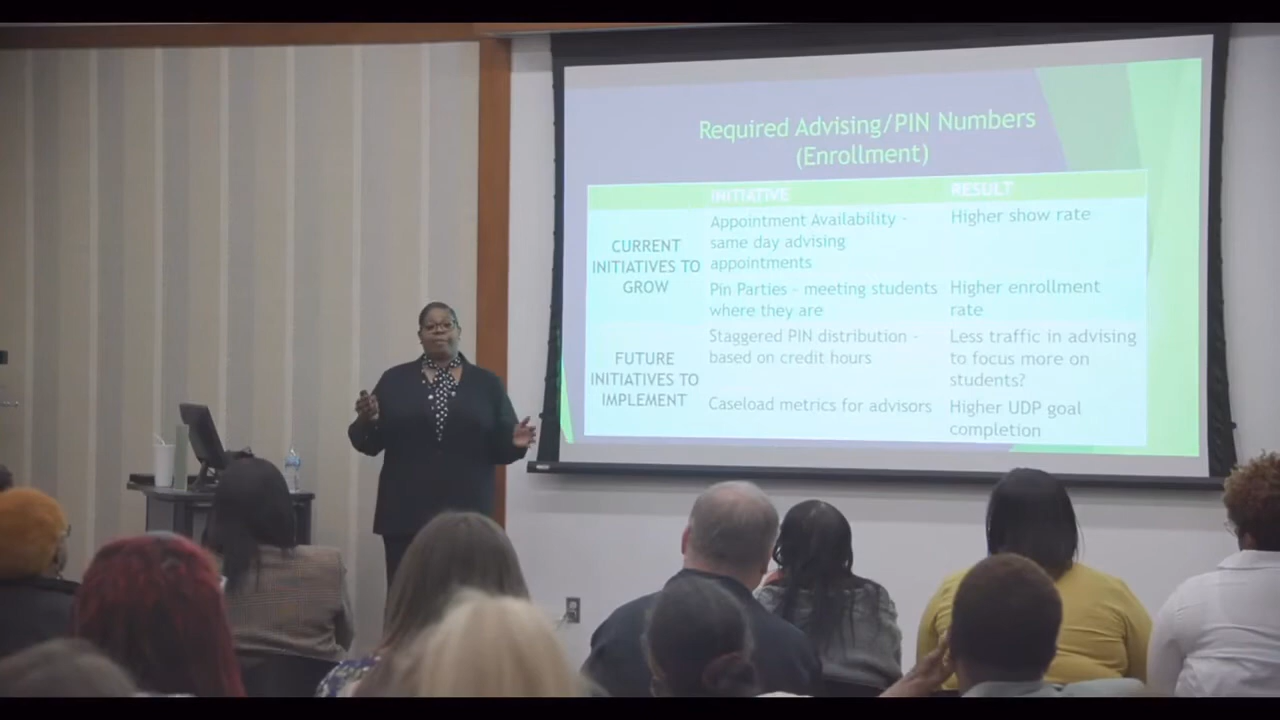 Required Advising/PIN Numbers
(Enrollment)
INITIATIVE
RESULT
CURRENT
INITIATIVES TO
GROW
Appointment Availability -
same day advising
appointments
Higher show rate
Pin Parties - meeting students
where they are
Higher enrollment
rate
FUTURE
INITIATIVES TO
IMPLEMENT
Staggered PIN distribution -
based on credit hours
Less traffic in advising
to focus more on
students?
Caseload metrics for advisors
Higher UDP goal
completion